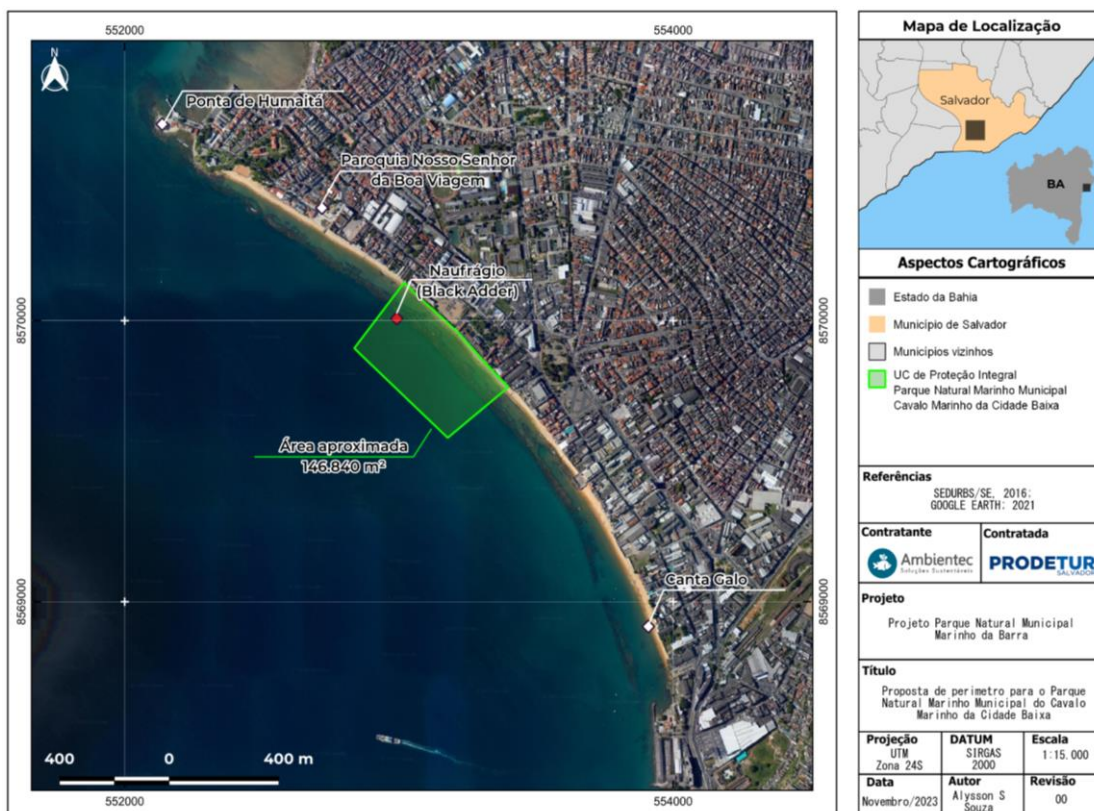 552000
554000
N
Ponta de Humaitá
Paroquia Nosso Senhor
da Boa Viagem
Naufrágio
(Black Adder)
8570000
8570000
Área aproximada
146.840 m²
8569000
8569000
Canta Galo
400
0
400 m
552000
554000
Mapa de Localização
Salvador
BA
Aspectos Cartográficos
Estado da Bahia
Município de Salvador
Municípios vizinhos
UC de Proteção Integral
Parque Natural Marinho Municipal
Cavalo Marinho da Cidade Baixa
Referências
SEDURBS/SE, 2016;
GOOGLE EARTH; 2021
Contratante
Contratada
Ambientec
Soluções Sustentáveis
PRODETUR
SALVADOR
Projeto
Projeto Parque Natural Municipal
Marinho da Barra
Título
Proposta de perimetro para o Parque
Natural Marinho Municipal do Cavalo
Marinho da Cidade Baixa
Projeção
UTM
Zona 24S
DATUM
SIRGAS
2000
Escala
1:15.000
Data
Novembro/2023
Autor
Alysson S
Souza
Revisão
00